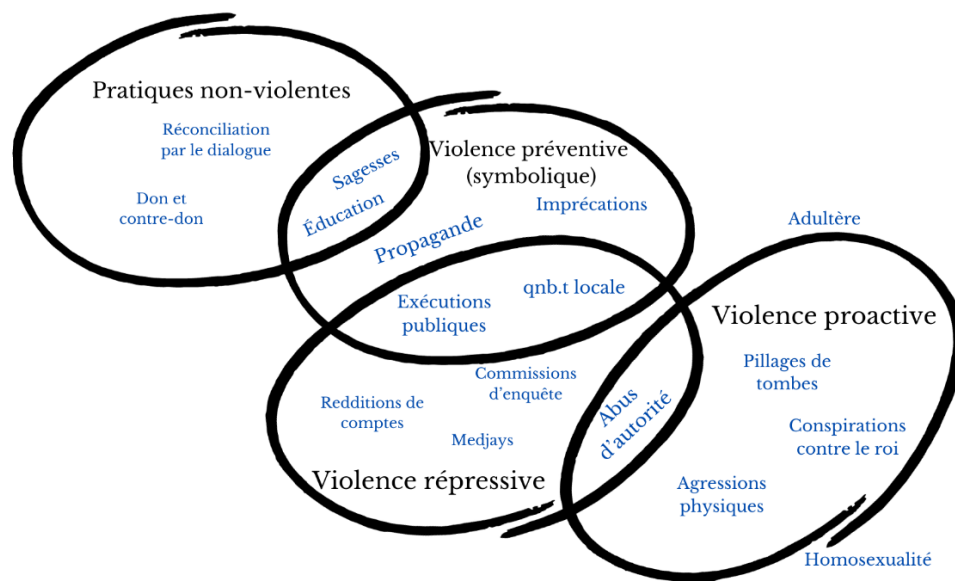 Pratiques non-violentes
Réconciliation
par le dialogue
Don et
contre-don
Sagesses
Éducation
Violence préventive
(symbolique)
Imprécations
Propagande
Exécutions
publiques
qnb.t locale
Adultère
Violence proactive
Pillages de
tombes
Conspirations
contre le roi
Agressions
physiques
Homosexualité
Abus
d'autorité
Commissions
d'enquête
Redditions de
comptes
Medjays
Violence répressive